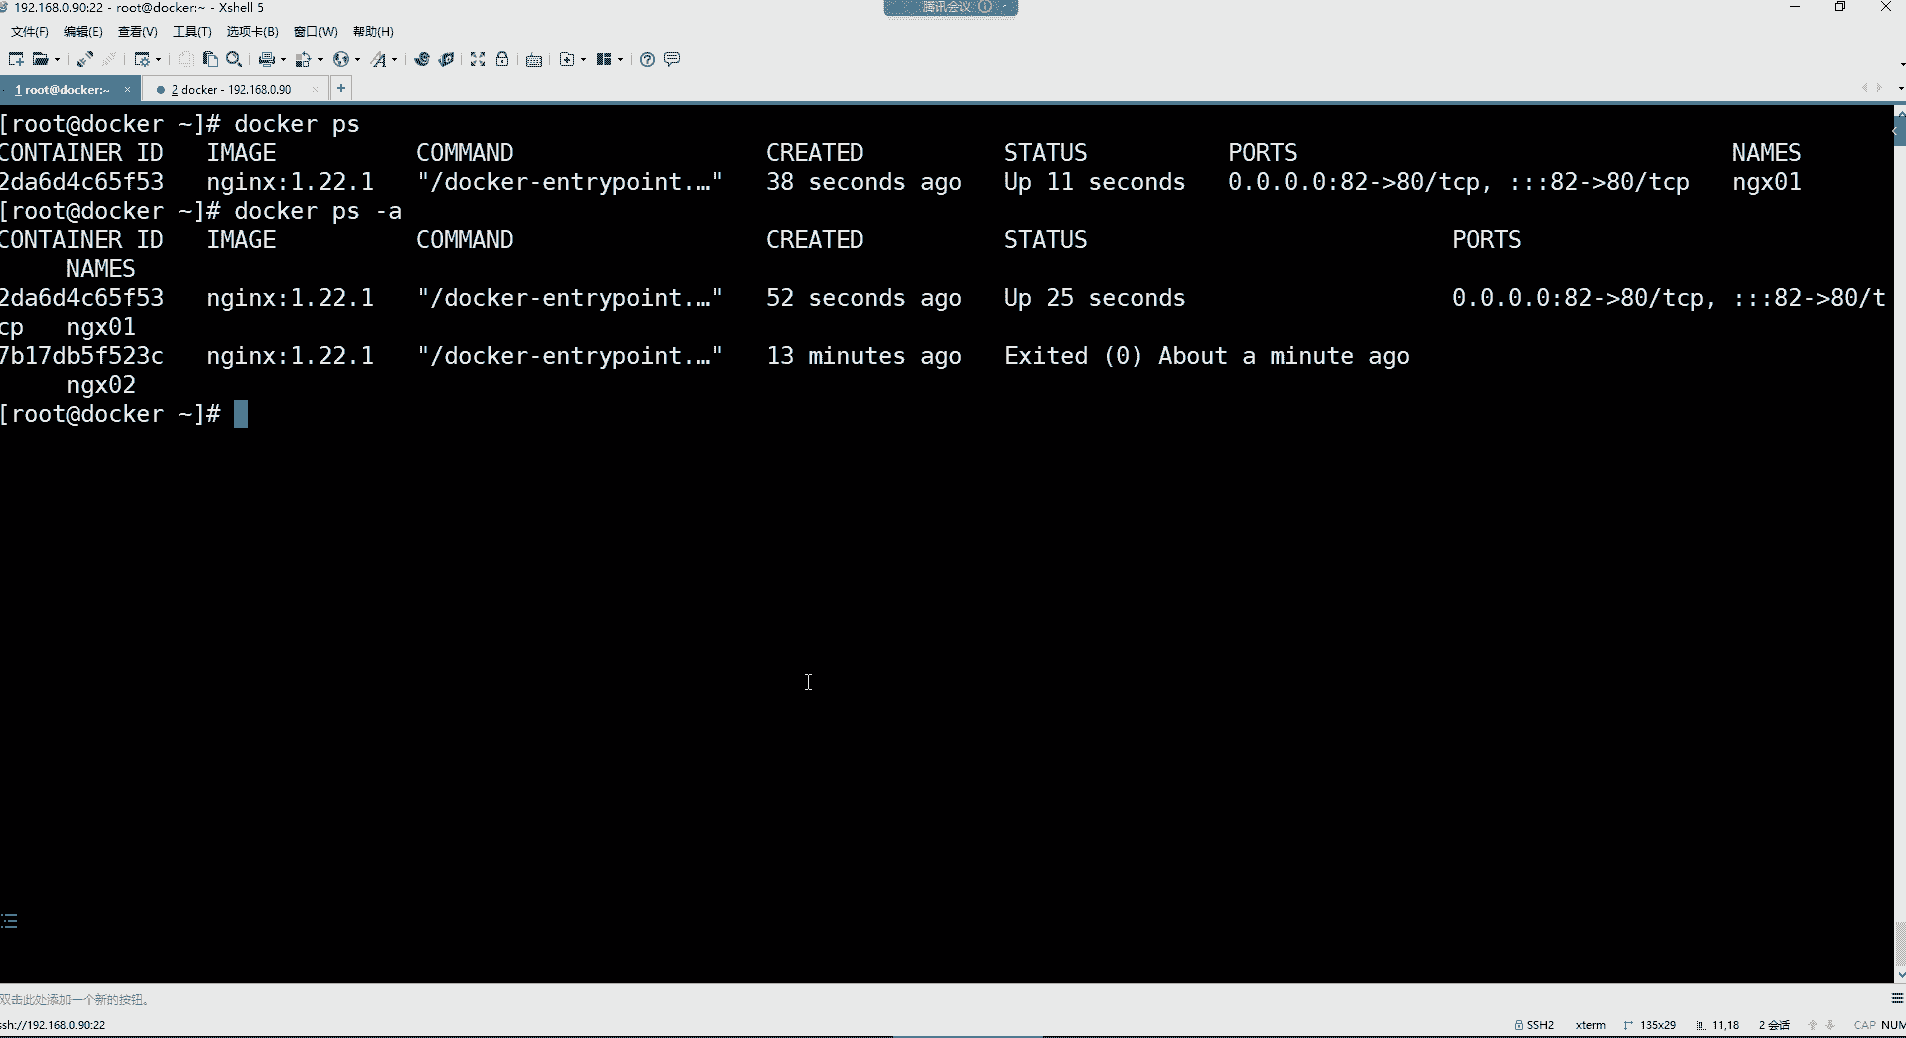 192.168.0.90:22 - root@docker:~ - Xshell 5
腾讯会议
文件(F) 编辑(E) 查看(V) 工具(T) 选项卡(B) 窗口(W) 帮助(H)
1 root@docker:~ × 2 docker - 192.168.0.90 × +
[root@docker ~]# docker ps
CONTAINER ID IMAGE COMMAND CREATED STATUS PORTS NAMES
2da6d4c65f53 nginx:1.22.1 "/docker-entrypoint.…" 38 seconds ago Up 11 seconds 0.0.0.0:82->80/tcp, :::82->80/tcp ngx01
[root@docker ~]# docker ps -a
CONTAINER ID IMAGE COMMAND CREATED STATUS PORTS
NAMES
2da6d4c65f53 nginx:1.22.1 "/docker-entrypoint.…" 52 seconds ago Up 25 seconds 0.0.0.0:82->80/tcp, :::82->80/t
cp ngx01
7b17db5f523c nginx:1.22.1 "/docker-entrypoint.…" 13 minutes ago Exited (0) About a minute ago
ngx02
[root@docker ~]#
双击此处添加一个新的按钮。
ssh://192.168.0.90:22 SSH2 xterm 135x29 11,18 2 会话 CAP NUM